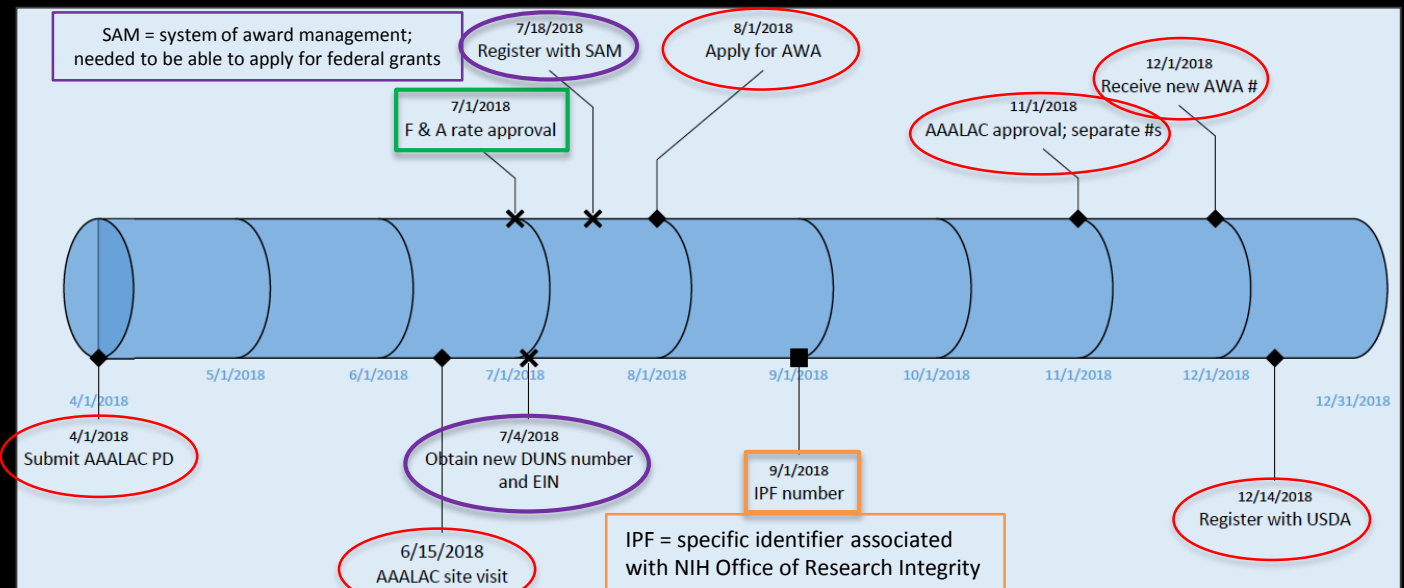 SAM = system of award management;
needed to be able to apply for federal grants
7/18/2018
Register with SAM
8/1/2018
Apply for AWA
7/1/2018
F & A rate approval
12/1/2018
Receive new AWA #
11/1/2018
AAALAC approval; separate #s
5/1/2018
6/1/2018
7/1/2018
8/1/2018
9/1/2018
10/1/2018
11/1/2018
12/1/2018
4/1/2018
12/31/2018
4/1/2018
Submit AAALAC PD
7/4/2018
Obtain new DUNS number
and EIN
9/1/2018
IPF number
12/14/2018
Register with USDA
6/15/2018
AAALAC site visit
IPF = specific identifier associated
with NIH Office of Research Integrity